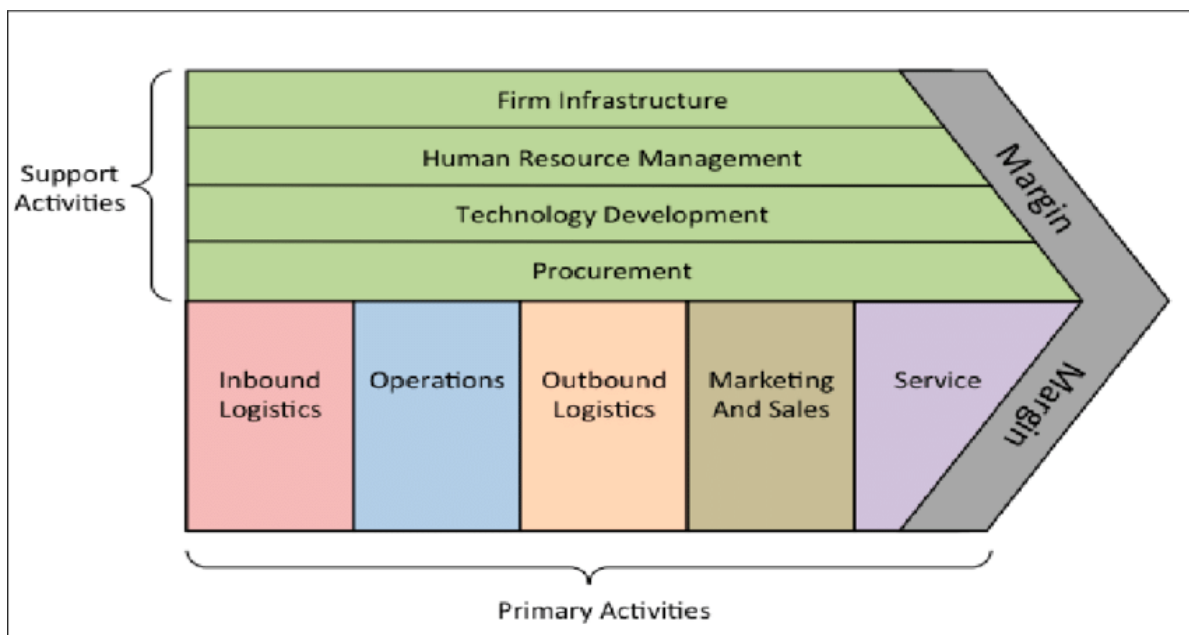 Support
Activities
Firm Infrastructure
Human Resource Management
Technology Development
Procurement
Margin
Inbound
Logistics
Operations
Outbound
Logistics
Marketing
And Sales
Service
Margin
Primary Activities